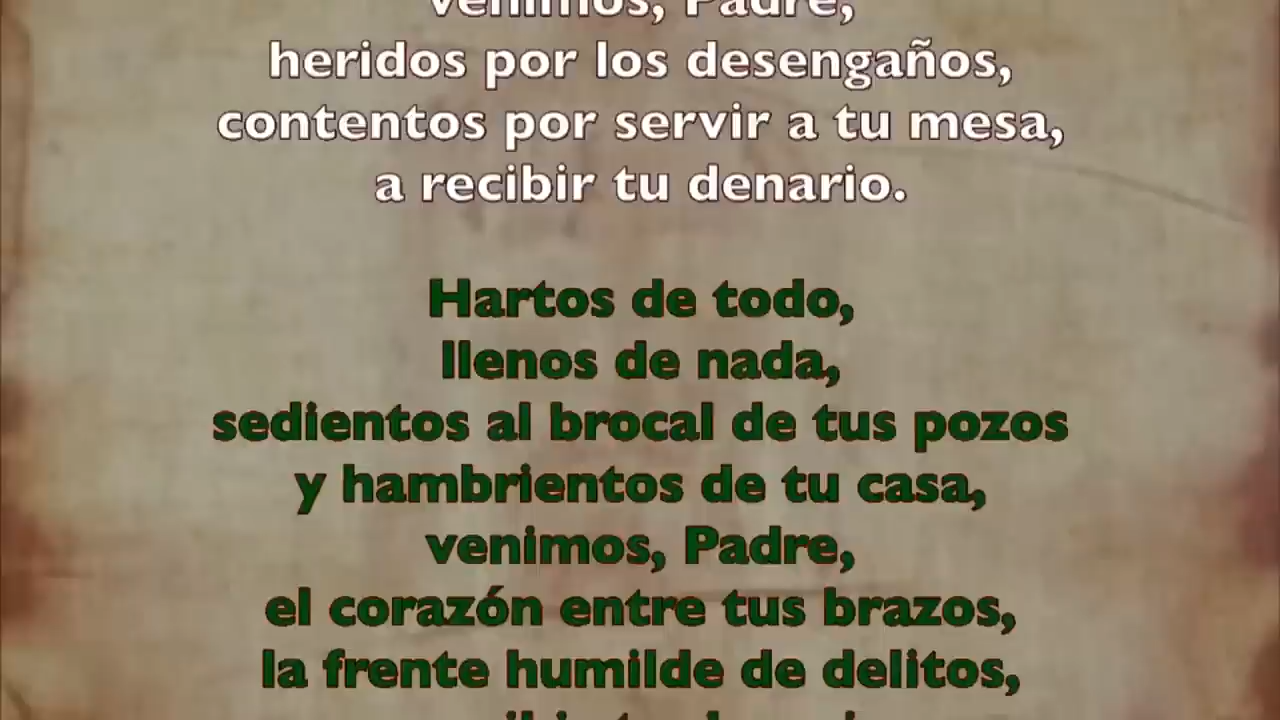 venimos, Padre,
heridos por los desengaños,
contentos por servir a tu mesa,
a recibir tu denario.
Hartos de todo,
llenos de nada,
sedientos al brocal de tus pozos
y hambrientos de tu casa,
venimos, Padre,
el corazón entre tus brazos,
la frente humilde de delitos,